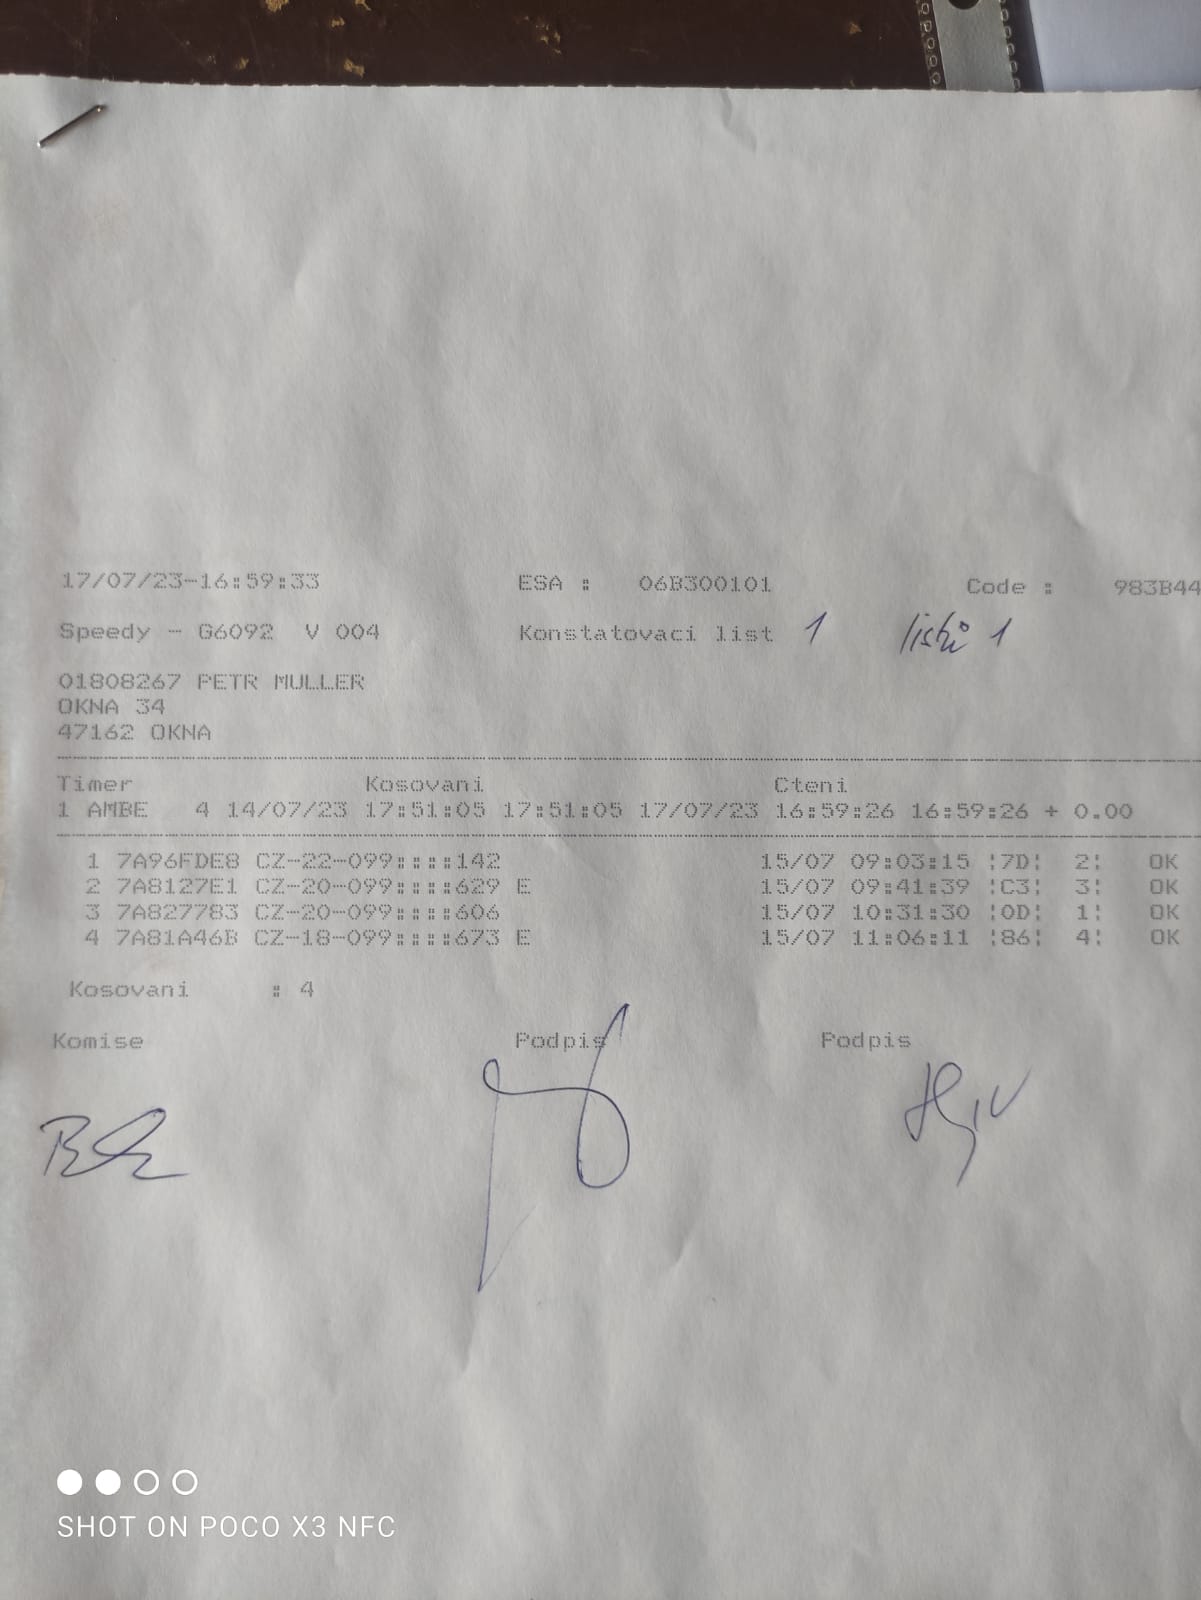 17/07/23-16:59:33 ESA : 06B300101 Code : 983B44
Speedy - G6092 V 004 Konstatovaci list 1 listů 1
01808267 PETR MULLER
OKNA 34
47162 OKNA
Timer Kosovani Cteni
1 AMBE 4 14/07/23 17:51:05 17:51:05 17/07/23 16:59:26 16:59:26 + 0.00
1 7A96FDE8 CZ-22-099::::142 15/07 09:03:15 ¦7D¦ 2¦ OK
2 7A8127E1 CZ-20-099::::629 E 15/07 09:41:39 ¦C3¦ 3¦ OK
3 7A827783 CZ-20-099::::606 15/07 10:31:30 ¦0D¦ 1¦ OK
4 7A81A46B CZ-18-099::::673 E 15/07 11:06:11 ¦86¦ 4¦ OK
Kosovani : 4
Komise Podpis Podpis
SHOT ON POCO X3 NFC